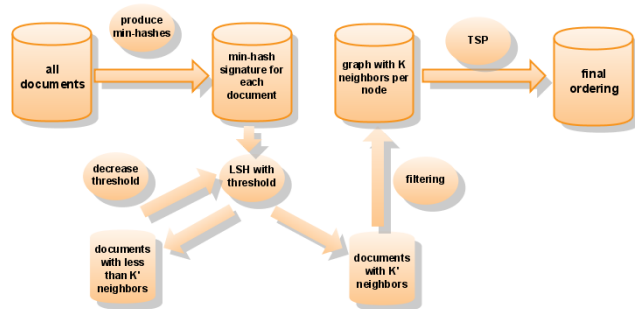 produce
min-hashes
TSP
all
documents
min-hash
signature for
each
document
graph with K
neighbors per
node
final
ordering
decrease
threshold
LSH with
threshold
filtering
documents
with less
than K'
neighbors
documents
with K'
neighbors